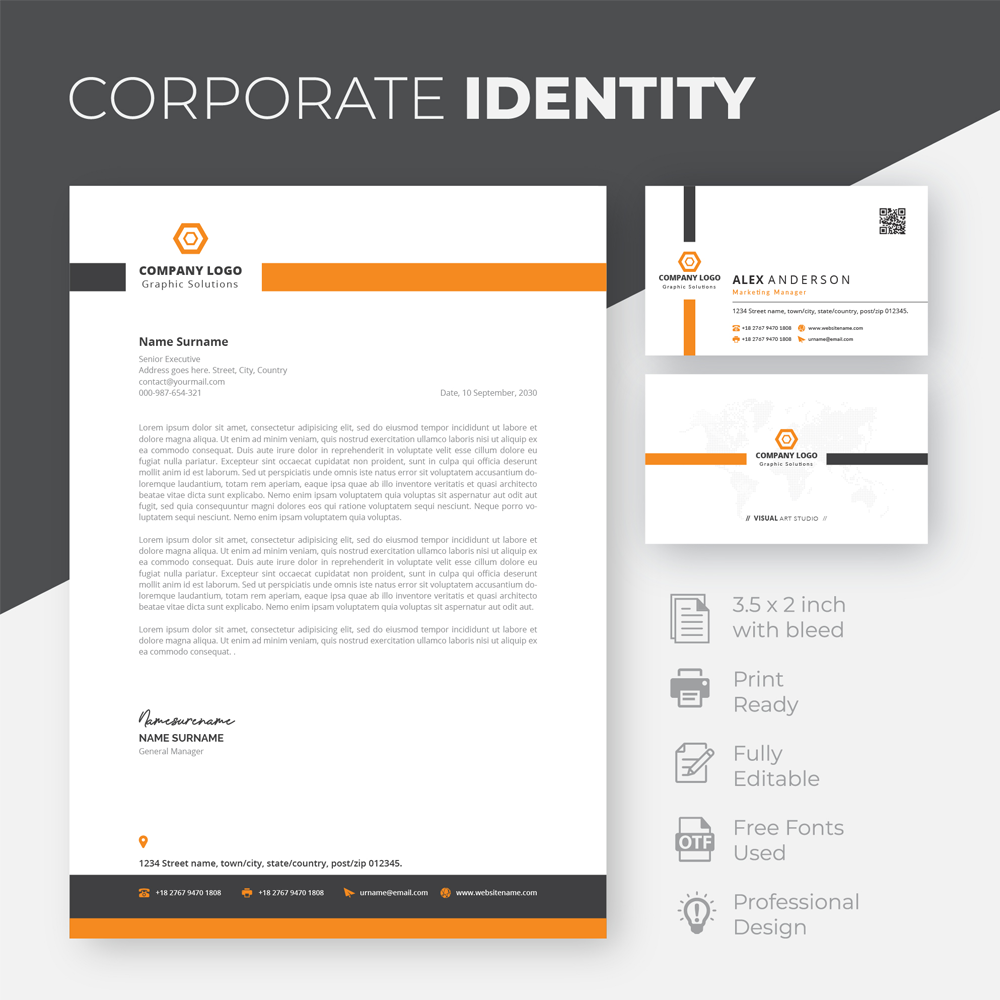 CORPORATE IDENTITY
COMPANY LOGO
Graphic Solutions
Name Surname
Senior Executive
Address goes here. Street, City, Country
contact@yourmail.com
000-987-654-321
Date, 10 September, 2030
Lorem ipsum dolor sit amet, consectetur adipisicing elit, sed do eiusmod tempor incididunt ut labore et
dolore magna aliqua. Ut enim ad minim veniam, quis nostrud exercitation ullamco laboris nisi ut aliquip ex
ea commodo consequat. Duis aute irure dolor in reprehenderit in voluptate velit esse cillum dolore eu
fugiat nulla pariatur. Excepteur sint occaecat cupidatat non proident, sunt in culpa qui officia deserunt
mollit anim id est laborum. Sed ut perspiciatis unde omnis iste natus error sit voluptatem accusantium do-
loremque laudantium, totam rem aperiam, eaque ipsa quae ab illo inventore veritatis et quasi architecto
beatae vitae dicta sunt explicabo. Nemo enim ipsam voluptatem quia voluptas sit aspernatur aut odit aut
fugit, sed quia consequuntur magni dolores eos qui ratione voluptatem sequi nesciunt. Neque porro vo-
luptatem sequi nesciunt. Nemo enim ipsam voluptatem quia voluptas.
Lorem ipsum dolor sit amet, consectetur adipisicing elit, sed do eiusmod tempor incididunt ut labore et
dolore magna aliqua. Ut enim ad minim veniam, quis nostrud exercitation ullamco laboris nisi ut aliquip ex
ea commodo consequat. Duis aute irure dolor in reprehenderit in voluptate velit esse cillum dolore eu
fugiat nulla pariatur. Excepteur sint occaecat cupidatat non proident, sunt in culpa qui officia deserunt
mollit anim id est laborum. Sed ut perspiciatis unde omnis iste natus error sit voluptatem accusantium do-
loremque laudantium, totam rem aperiam, eaque ipsa quae ab illo inventore veritatis et quasi architecto
beatae vitae dicta sunt explicabo. Nemo enim ipsam voluptatem quia voluptas sit aspernatur aut odit aut.
Lorem ipsum dolor sit amet, consectetur adipisicing elit, sed do eiusmod tempor incididunt ut labore et
dolore magna aliqua. Ut enim ad minim veniam, quis nostrud exercitation ullamco laboris nisi ut aliquip ex
ea commodo consequat. .
Namesurename
NAME SURNAME
General Manager
1234 Street name, town/city, state/country, post/zip 012345.
+18 2767 9470 1808 +18 2767 9470 1808 urname@email.com www.websitename.com
COMPANY LOGO
Graphic Solutions
ALEX ANDERSON
Marketing Manager
1234 Street name, town/city, state/country, post/zip 012345.
+18 2767 9470 1808 www.websitename.com
+18 2767 9470 1808 urname@email.com
COMPANY LOGO
Graphic Solutions
// VISUAL ART STUDIO //
3.5 x 2 inch
with bleed
Print
Ready
Fully
Editable
OTF
Free Fonts
Used
Professional
Design